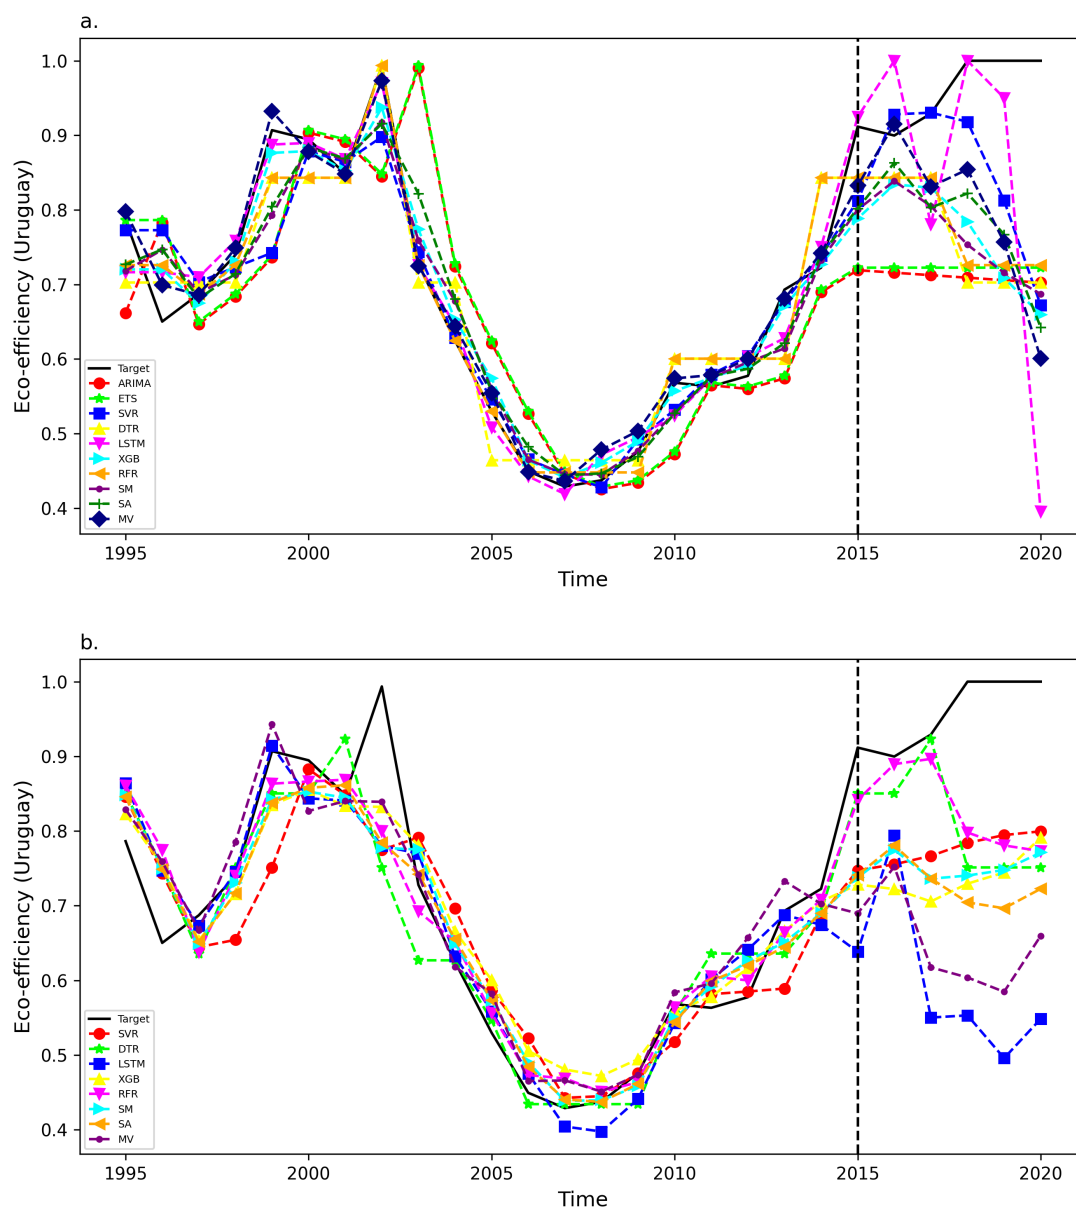 a.
Eco-efficiency (Uruguay)
1.0
0.9
0.8
0.7
0.6
0.5
0.4
Target
ARIMA
ETS
SVR
DTR
LSTM
XGB
RFR
SM
SA
MV
1995 2000 2005 2010 2015 2020
Time
b.
Eco-efficiency (Uruguay)
1.0
0.9
0.8
0.7
0.6
0.5
0.4
Target
SVR
DTR
LSTM
XGB
RFR
SM
SA
MV
1995 2000 2005 2010 2015 2020
Time